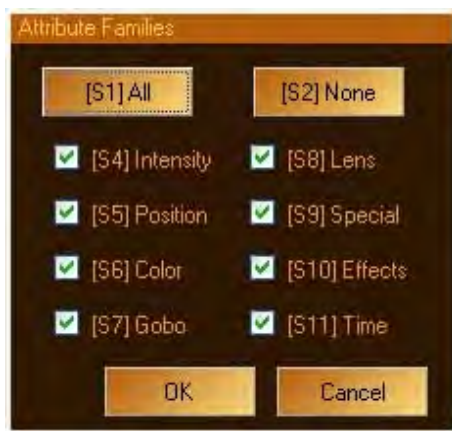 Attribute Families
[S1] All [S2] None
[S4] Intensity [S8] Lens
[S5] Position [S9] Special
[S6] Color [S10] Effects
[S7] Gobo [S11] Time
OK Cancel